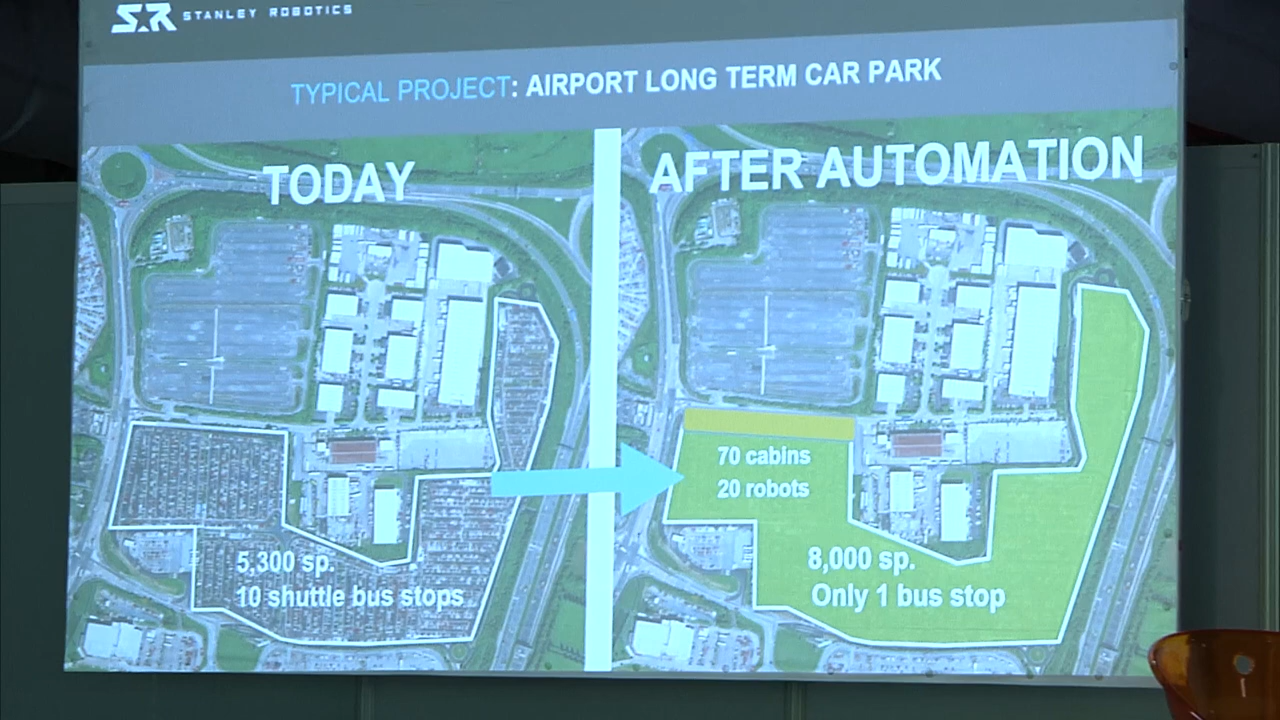 STANLEY ROBOTICS
TYPICAL PROJECT: AIRPORT LONG TERM CAR PARK
TODAY
AFTER AUTOMATION
70 cabins
20 robots
5,300 sp.
10 shuttle bus stops
8,000 sp.
Only 1 bus stop